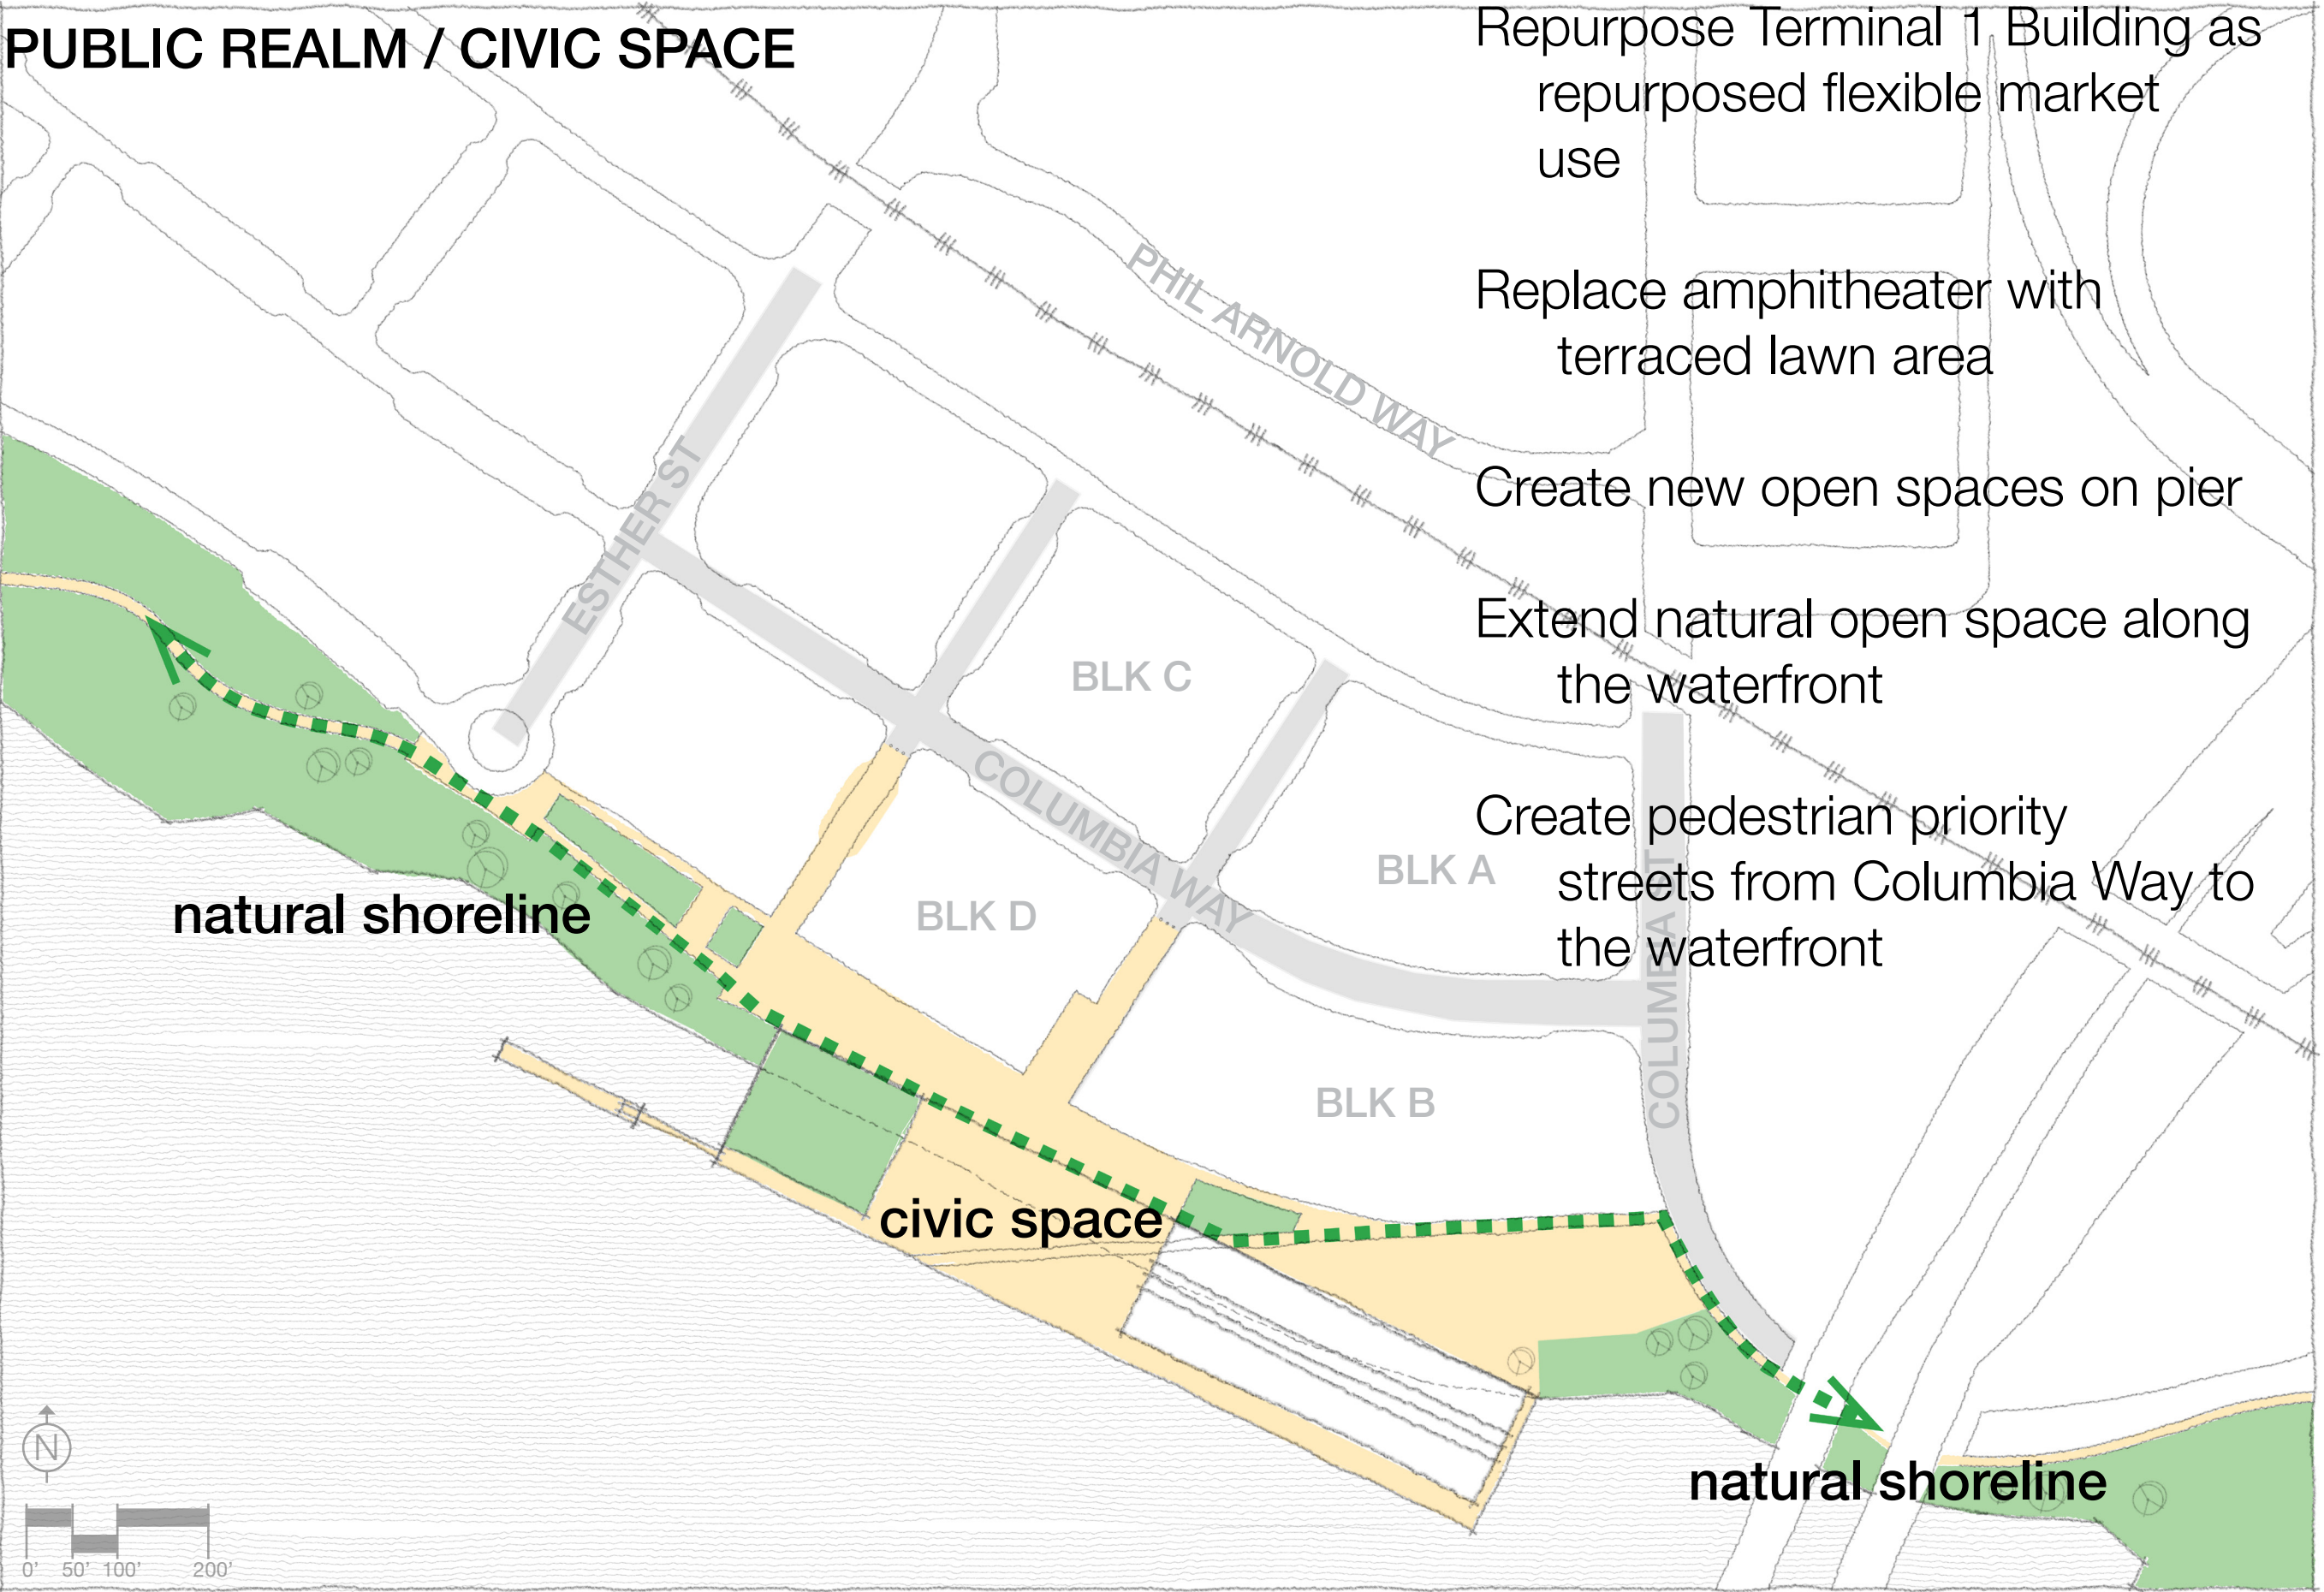 PUBLIC REALM / CIVIC SPACE
Repurpose Terminal 1 Building as
repurposed flexible market
use
Replace amphitheater with
terraced lawn area
Create new open spaces on pier
Extend natural open space along
the waterfront
Create pedestrian priority
streets from Columbia Way to
the waterfront
PHIL ARNOLD WAY
ESTHER ST
COLUMBIA WAY
COLUMBIA ST
BLK C
BLK A
BLK D
BLK B
natural shoreline
civic space
natural shoreline
N
0' 50' 100' 200'